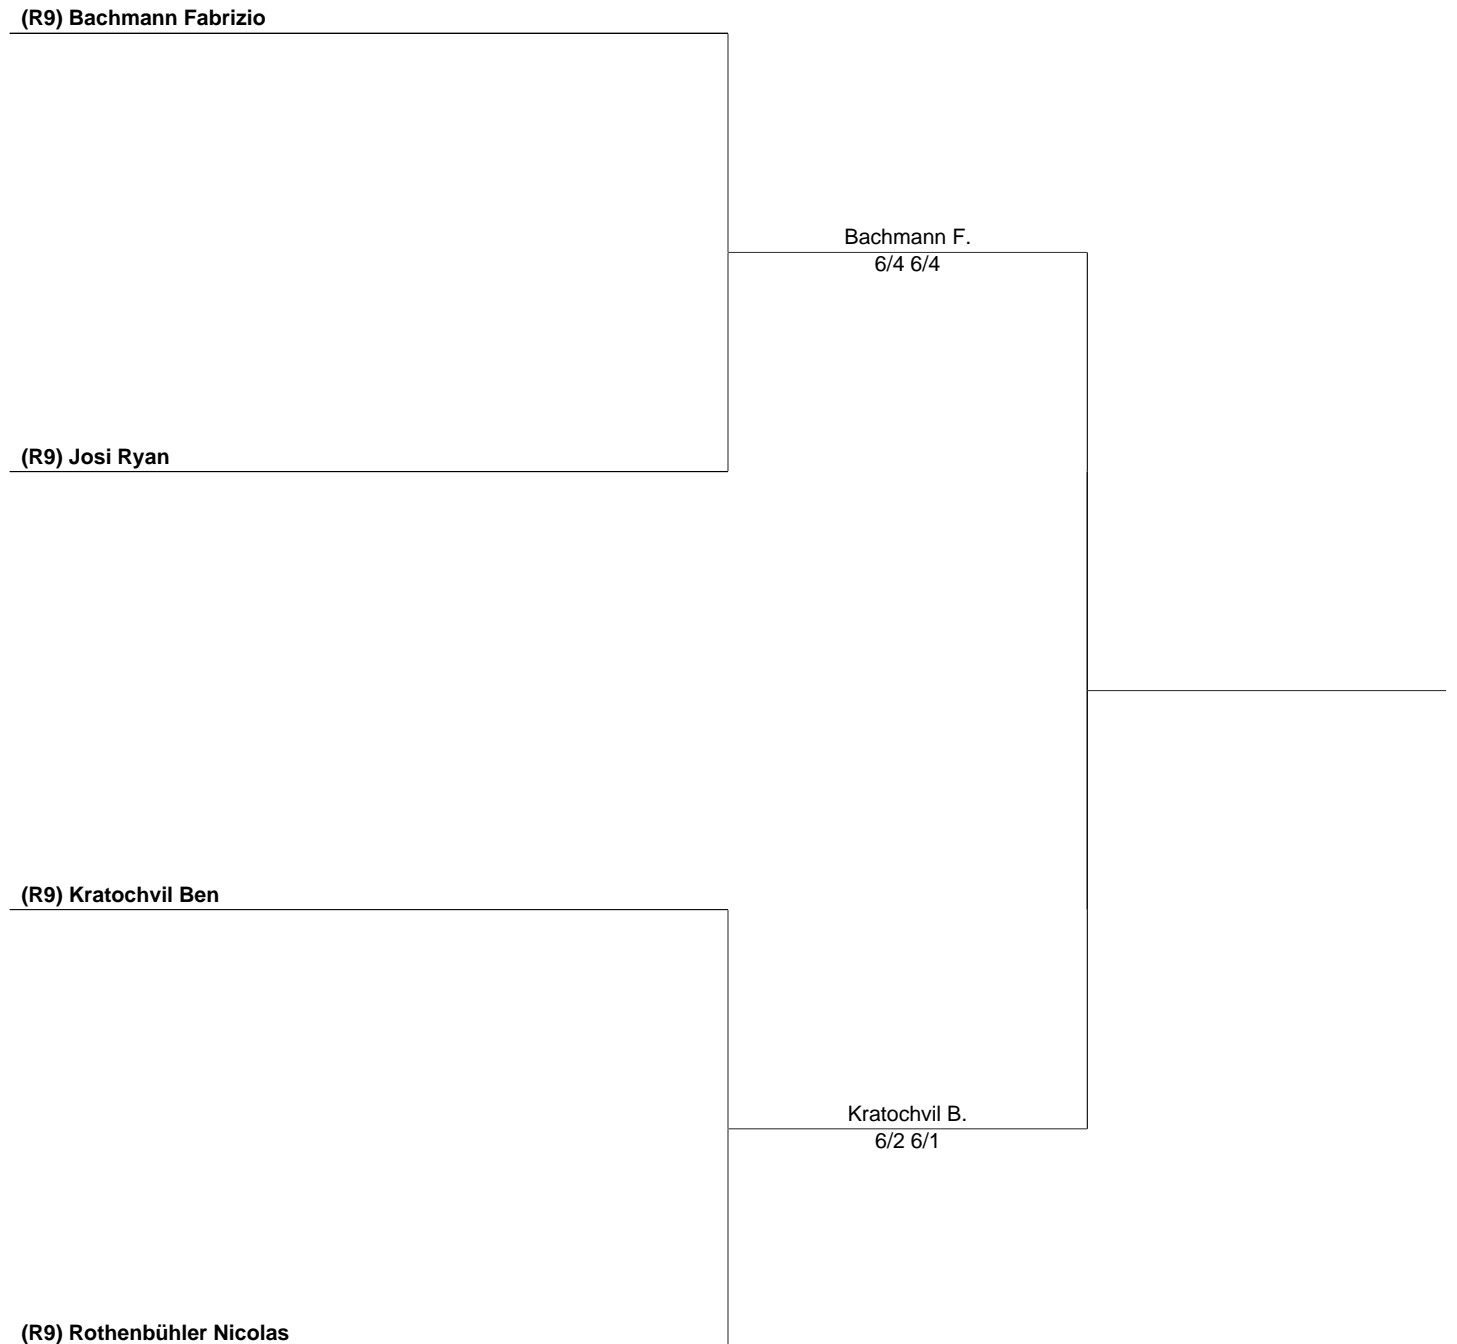 (R9) Bachmann Fabrizio
Bachmann F.
6/4 6/4
(R9) Josi Ryan
(R9) Kratochvil Ben
Kratochvil B.
6/2 6/1
(R9) Rothenbühler Nicolas